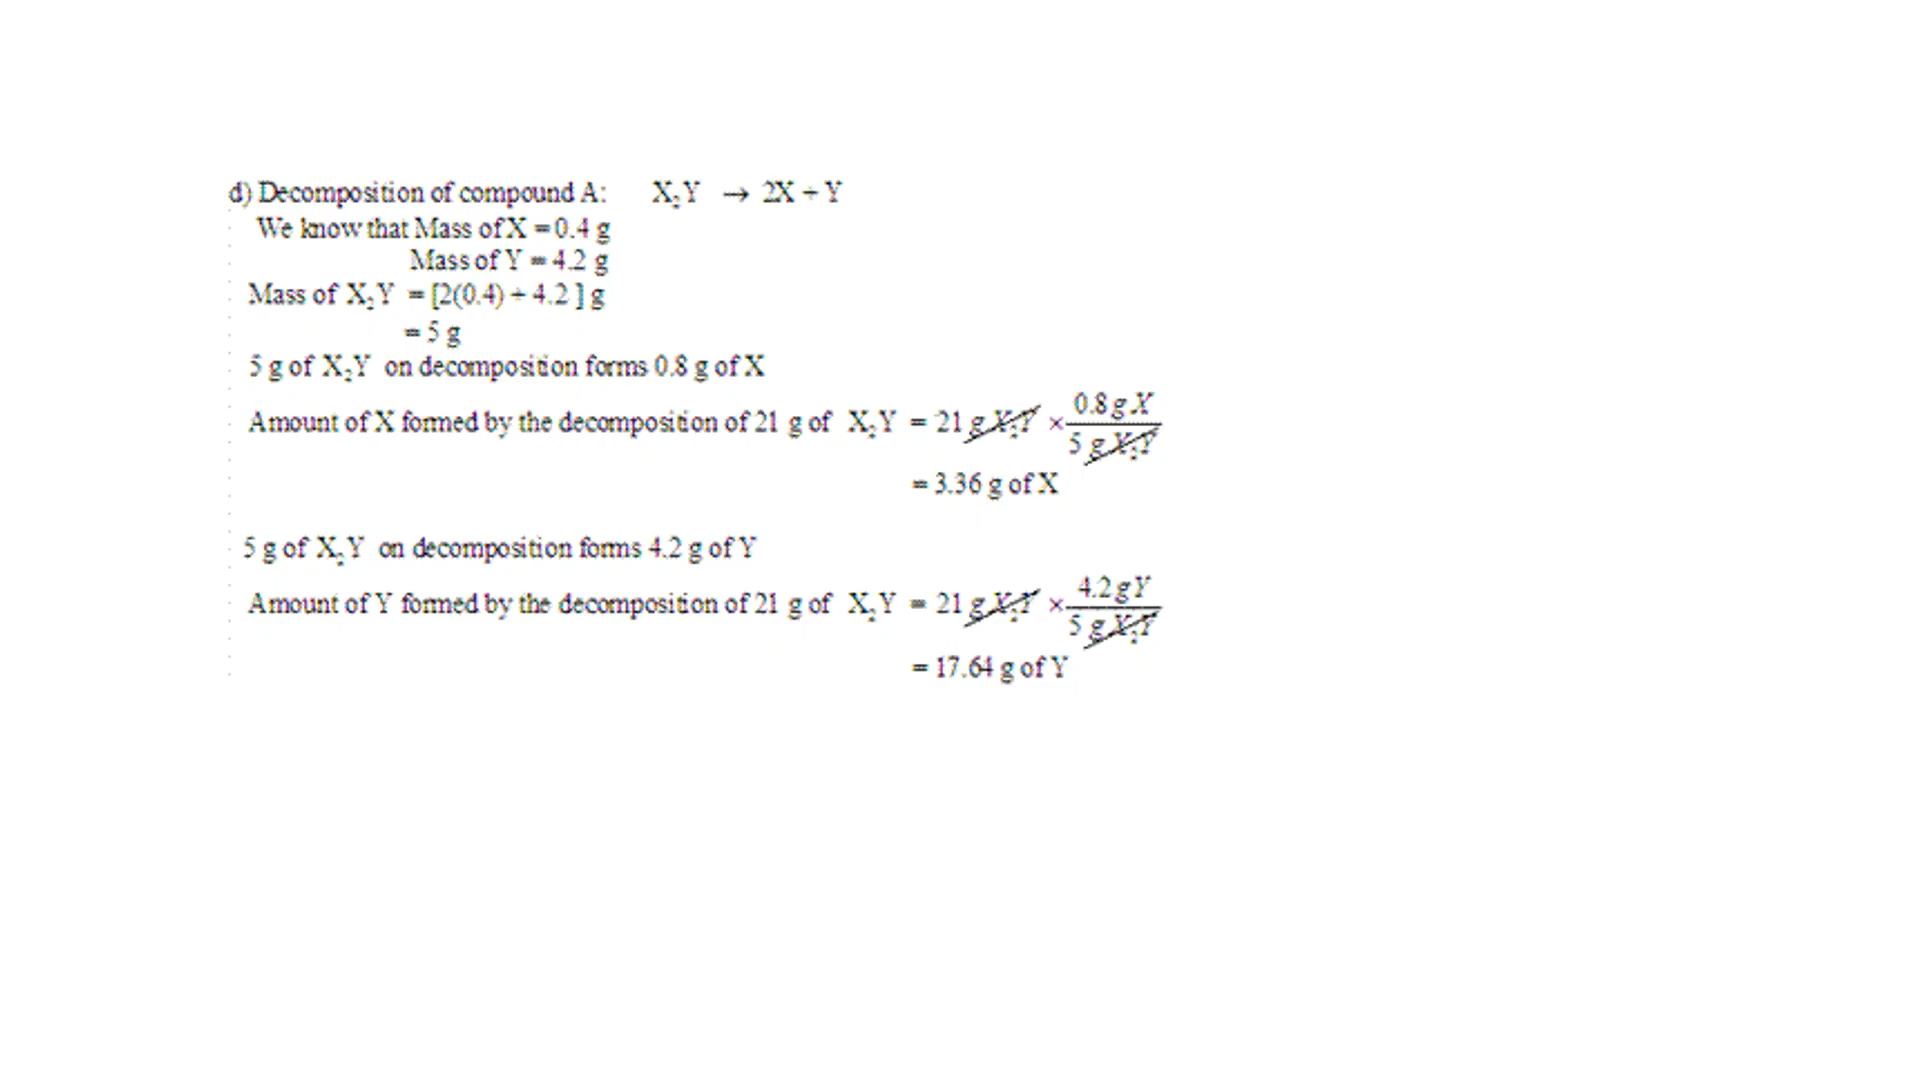 d) Decomposition of compound A: X₂Y → 2X + Y
We know that Mass of X = 0.4 g
Mass of Y = 4.2 g
Mass of X₂Y = [2(0.4) + 4.2 ] g
= 5 g
5 g of X₂Y on decomposition forms 0.8 g of X
Amount of X formed by the decomposition of 21 g of X₂Y = 21 g X₂Y × 0.8 g X / 5 g X₂Y
= 3.36 g of X
5 g of X₂Y on decomposition forms 4.2 g of Y
Amount of Y formed by the decomposition of 21 g of X₂Y = 21 g X₂Y × 4.2 g Y / 5 g X₂Y
= 17.64 g of Y